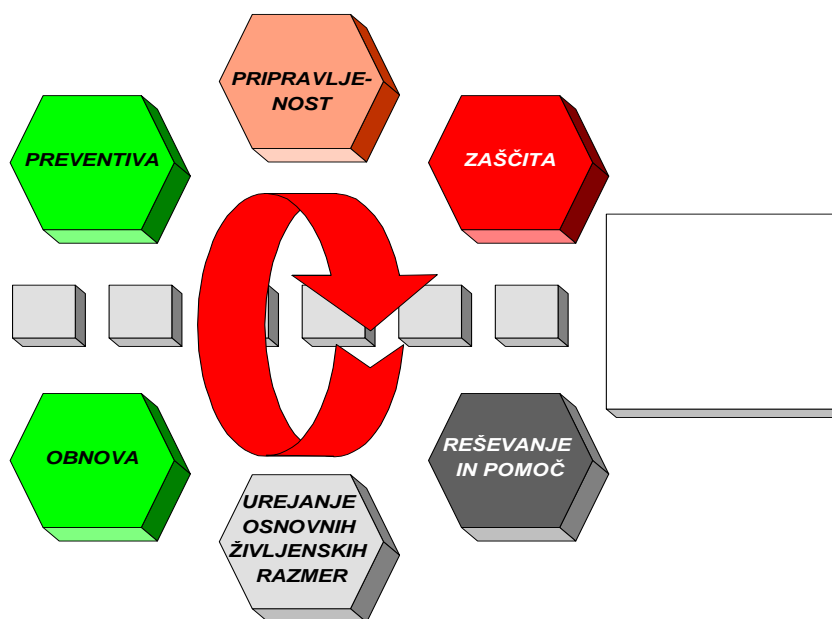 PRIPRAVLJE-
NOST
PREVENTIVA
ZAŠČITA
OBNOVA
REŠEVANJE
IN POMOČ
UREJANJE
OSNOVNIH
ŽIVLJENSKIH
RAZMER